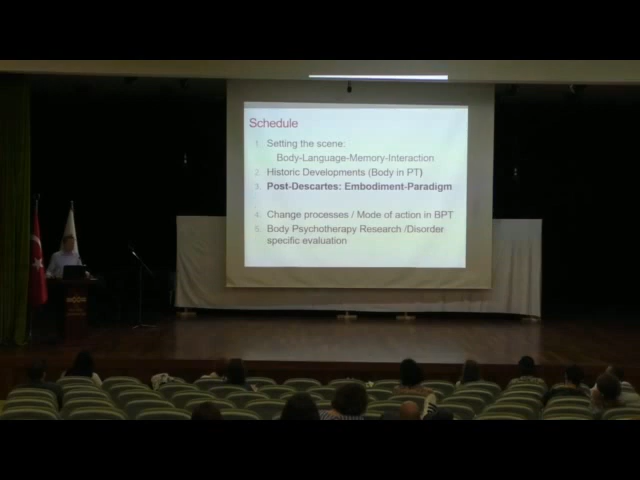 Schedule
1. Setting the scene:
Body-Language-Memory-Interaction
2. Historic Developments (Body in PT)
3. Post-Descartes: Embodiment-Paradigm
4. Change processes / Mode of action in BPT
5. Body Psychotherapy Research /Disorder
specific evaluation